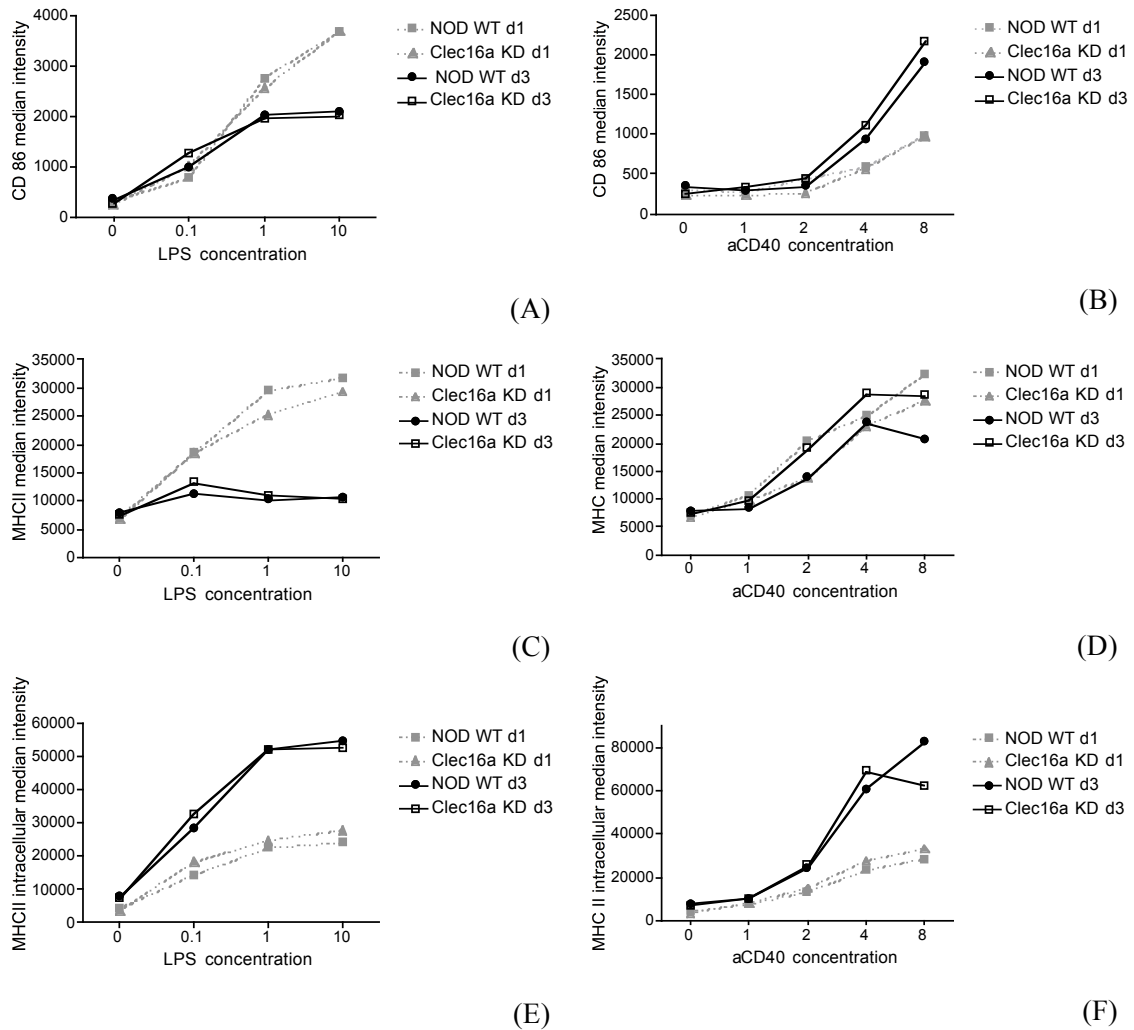 CD 86 median intensity
4000
3000
2000
1000
0
0 0.1 1 10
LPS concentration
NOD WT d1
Clec16a KD d1
NOD WT d3
Clec16a KD d3
(A)
CD 86 median intensity
2500
2000
1500
1000
500
0
0 1 2 4 8
aCD40 concentration
NOD WT d1
Clec16a KD d1
NOD WT d3
Clec16a KD d3
(B)
MHCII median intensity
35000
30000
25000
20000
15000
10000
5000
0
0 0.1 1 10
LPS concentration
NOD WT d1
Clec16a KD d1
NOD WT d3
Clec16a KD d3
(C)
MHC median intensity
35000
30000
25000
20000
15000
10000
5000
0
0 1 2 4 8
aCD40 concentration
NOD WT d1
Clec16a KD d1
NOD WT d3
Clec16a KD d3
(D)
MHCII intracellular median intensity
60000
50000
40000
30000
20000
10000
0
0 0.1 1 10
LPS concentration
NOD WT d1
Clec16a KD d1
NOD WT d3
Clec16a KD d3
(E)
MHC II intracellular median intensity
80000
60000
40000
20000
0
0 1 2 4 8
aCD40 concentration
NOD WT d1
Clec16a KD d1
NOD WT d3
Clec16a KD d3
(F)